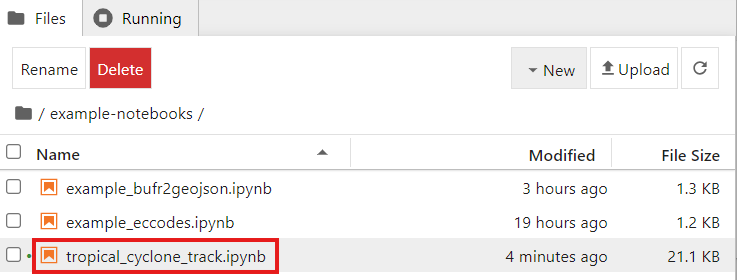 Files Running
Rename Delete New Upload
/ example-notebooks /
Name Modified File Size
example_bufr2geojson.ipynb 3 hours ago 1.3 KB
example_eccodes.ipynb 19 hours ago 1.2 KB
tropical_cyclone_track.ipynb 4 minutes ago 21.1 KB